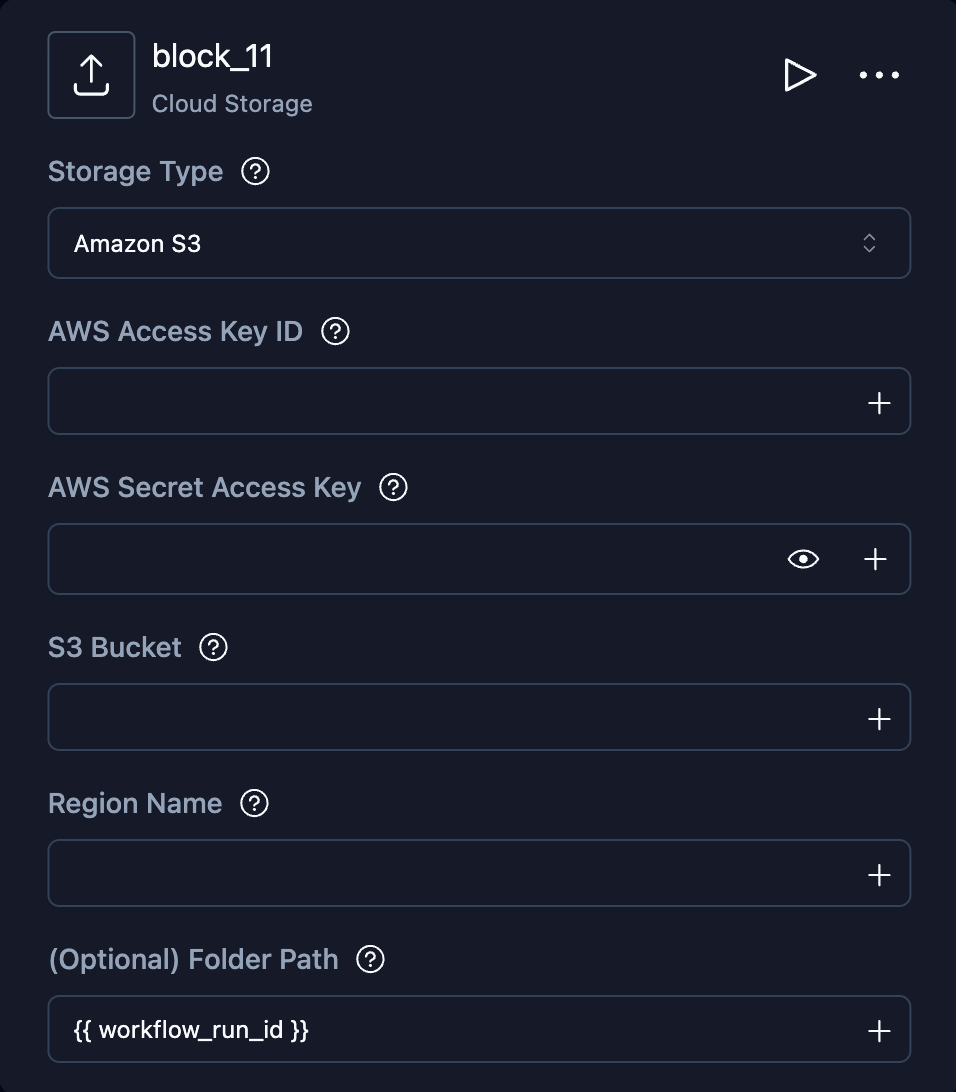 block_11
Cloud Storage
Storage Type
Amazon S3
AWS Access Key ID
AWS Secret Access Key
S3 Bucket
Region Name
(Optional) Folder Path
{{ workflow_run_id }}